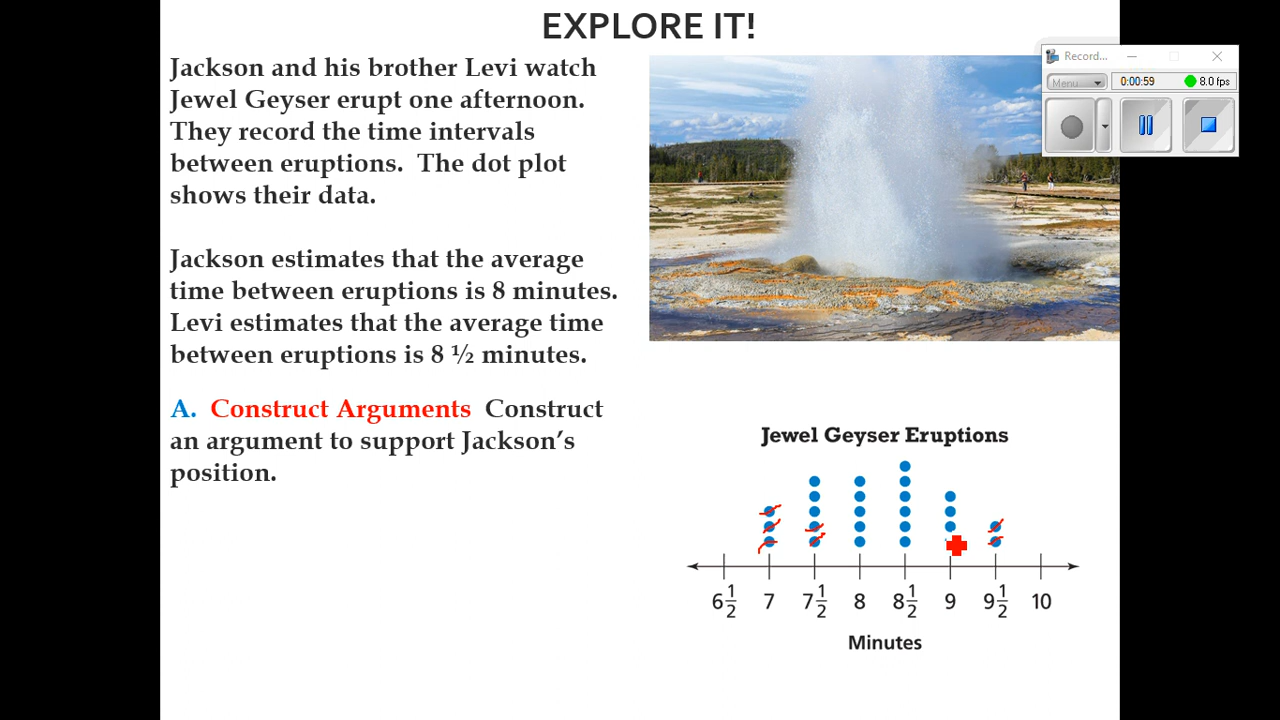 EXPLORE IT!
Jackson and his brother Levi watch
Jewel Geyser erupt one afternoon.
They record the time intervals
between eruptions. The dot plot
shows their data.
Jackson estimates that the average
time between eruptions is 8 minutes.
Levi estimates that the average time
between eruptions is 8 ½ minutes.
A. Construct Arguments Construct
an argument to support Jackson’s
position.
Record...
Menu
0:00:59
8.0 fps
Jewel Geyser Eruptions
6 1/2 7 7 1/2 8 8 1/2 9 9 1/2 10
Minutes